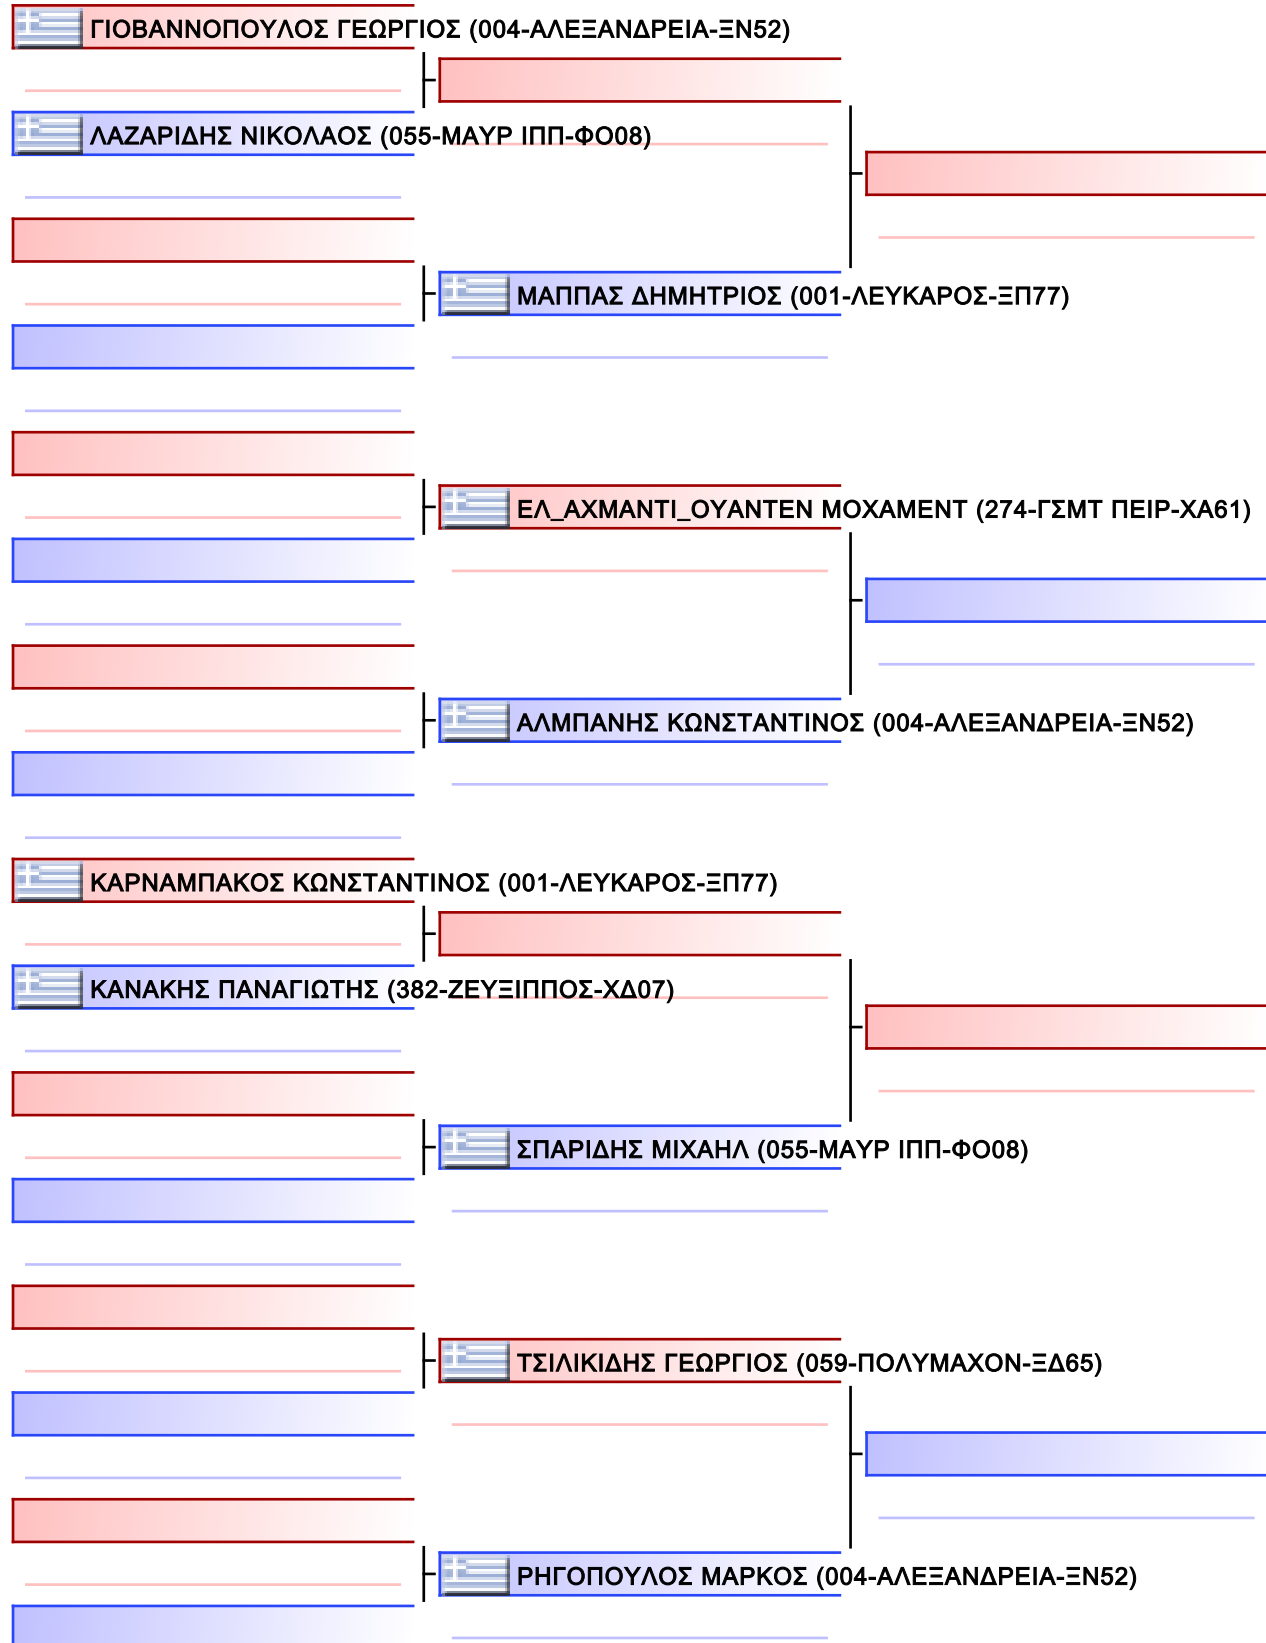 ΓΙΟΒΑΝΝΟΠΟΥΛΟΣ ΓΕΩΡΓΙΟΣ (004-ΑΛΕΞΑΝΔΡΕΙΑ-ΞΝ52)
ΛΑΖΑΡΙΔΗΣ ΝΙΚΟΛΑΟΣ (055-ΜΑΥΡ ΙΠΠ-ΦΟ08)
ΜΑΠΠΑΣ ΔΗΜΗΤΡΙΟΣ (001-ΛΕΥΚΑΡΟΣ-ΞΠ77)
ΕΛ_ΑΧΜΑΝΤΙ_ΟΥΑΝΤΕΝ ΜΟΧΑΜΕΝΤ (274-ΓΣΜΤ ΠΕΙΡ-ΧΑ61)
ΑΛΜΠΑΝΗΣ ΚΩΝΣΤΑΝΤΙΝΟΣ (004-ΑΛΕΞΑΝΔΡΕΙΑ-ΞΝ52)
ΚΑΡΝΑΜΠΑΚΟΣ ΚΩΝΣΤΑΝΤΙΝΟΣ (001-ΛΕΥΚΑΡΟΣ-ΞΠ77)
ΚΑΝΑΚΗΣ ΠΑΝΑΓΙΩΤΗΣ (382-ΖΕΥΞΙΠΠΟΣ-ΧΔ07)
ΣΠΑΡΙΔΗΣ ΜΙΧΑΗΛ (055-ΜΑΥΡ ΙΠΠ-ΦΟ08)
ΤΣΙΛΙΚΙΔΗΣ ΓΕΩΡΓΙΟΣ (059-ΠΟΛΥΜΑΧΟΝ-ΞΔ65)
ΡΗΓΟΠΟΥΛΟΣ ΜΑΡΚΟΣ (004-ΑΛΕΞΑΝΔΡΕΙΑ-ΞΝ52)